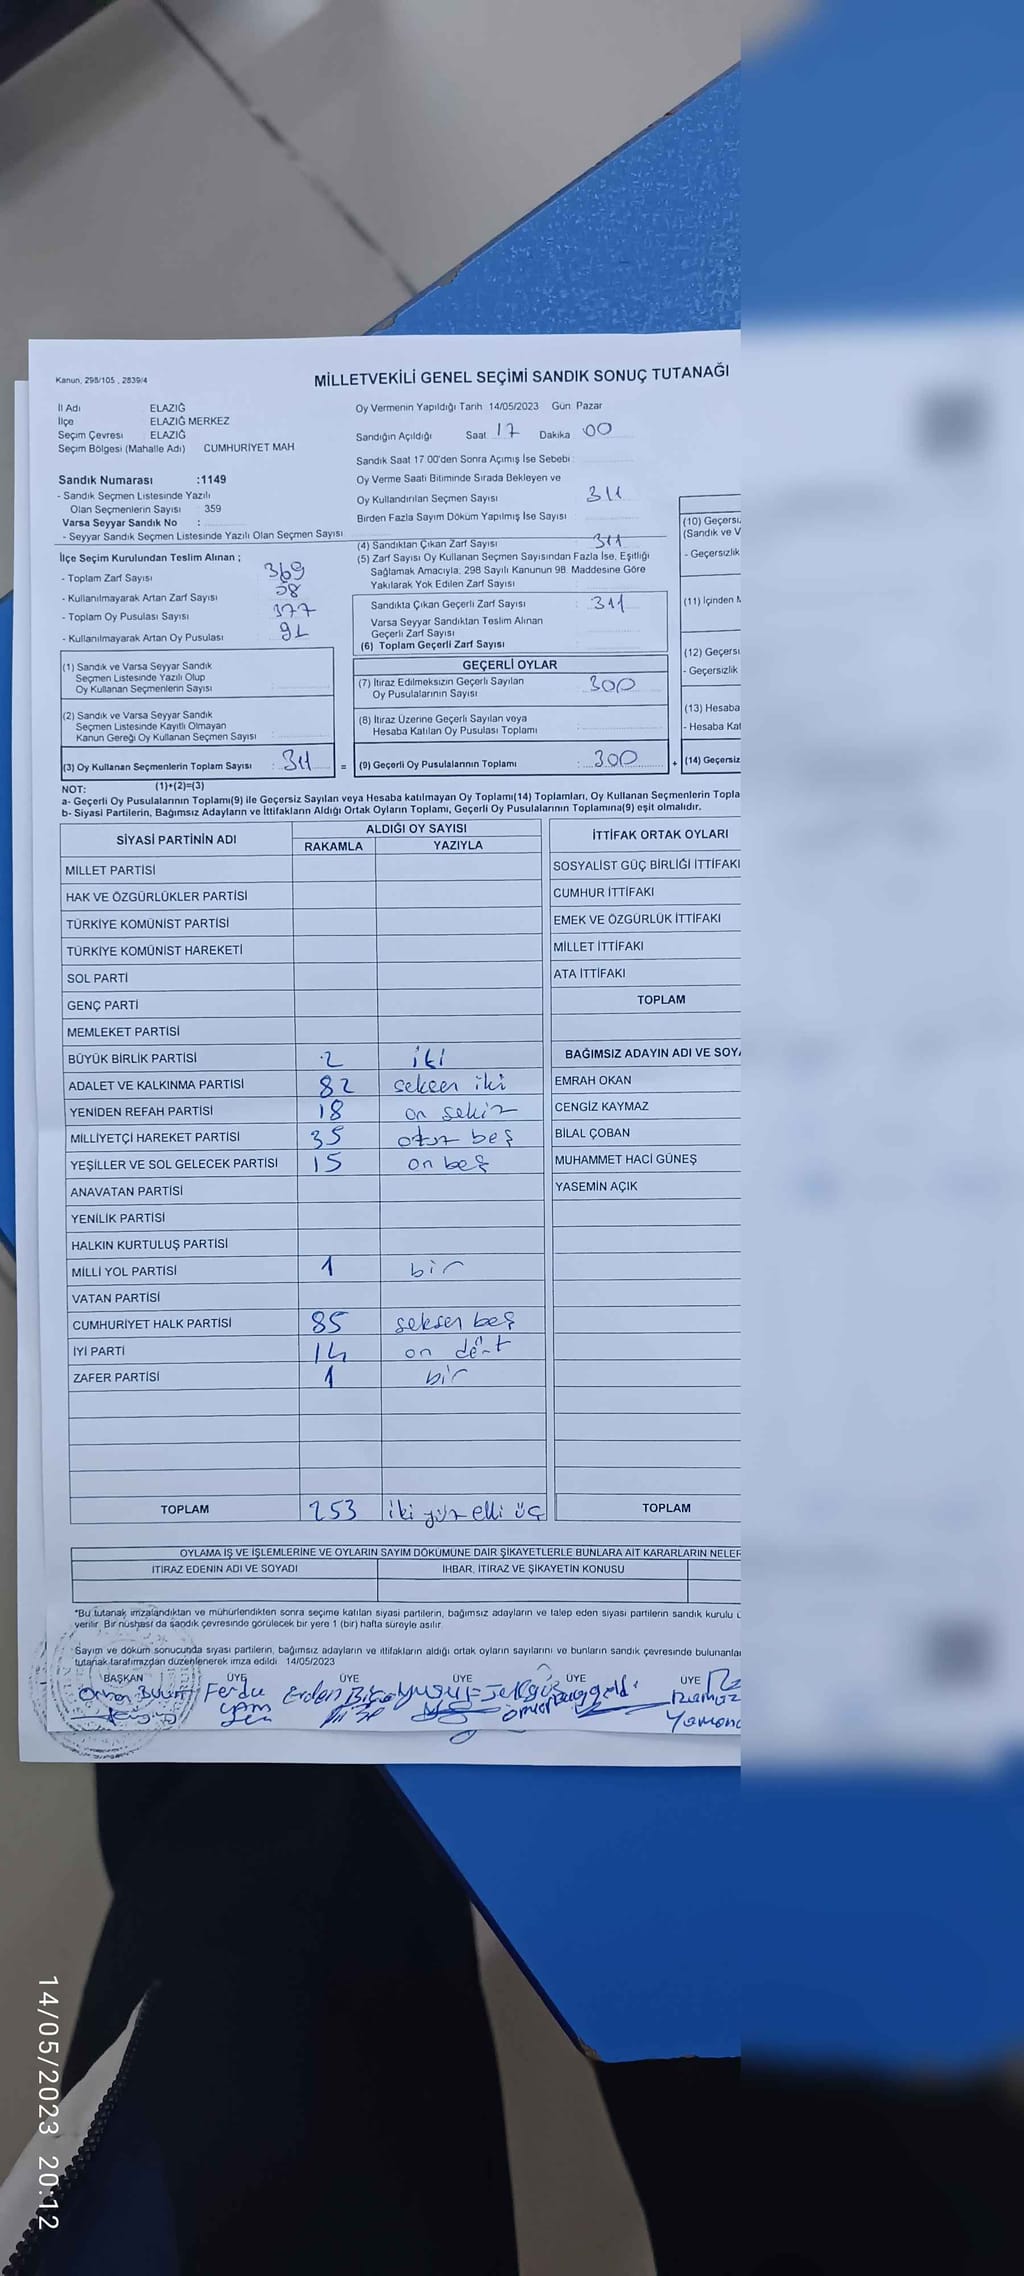 Kanun, 298/105, 2839/4
MİLLETVEKİLİ GENEL SEÇİMİ SANDIK SONUÇ TUTANAĞI
İl Adı ELAZIĞ
İlçe ELAZIĞ MERKEZ
Seçim Çevresi ELAZIĞ
Seçim Bölgesi (Mahalle Adı) CUMHURİYET MAH
Sandık Numarası :1149
- Sandık Seçmen Listesinde Yazılı
Olan Seçmenlerin Sayısı : 359
Varsa Seyyar Sandık No :
- Seyyar Sandık Seçmen Listesinde Yazılı Olan Seçmen Sayısı
İlçe Seçim Kurulundan Teslim Alınan ;
- Toplam Zarf Sayısı 369
- Kullanılmayarak Artan Zarf Sayısı 58
- Toplam Oy Pusulası Sayısı 377
- Kullanılmayarak Artan Oy Pusulası
Oy Vermenin Yapıldığı Tarih 14/05/2023 Gün: Pazar
Sandığın Açıldığı Saat 17 Dakika 00
Sandık Saat 17:00'den Sonra Açımış İse Sebebi :
Oy Verme Saati Bitiminde Sırada Bekleyen ve
Oy Kullandırılan Seçmen Sayısı 311
Birden Fazla Sayım Döküm Yapılmış İse Sayısı
(4) Sandıktan Çıkan Zarf Sayısı 311
(5) Zarf Sayısı Oy Kullanan Seçmen Sayısından Fazla İse, Eşitliği
Sağlamak Amacıyla; 298 Sayılı Kanunun 98. Maddesine Göre
Yakılarak Yok Edilen Zarf Sayısı
Sandıkta Çıkan Geçerli Zarf Sayısı : 311
Varsa Seyyar Sandıktan Teslim Alınan
Geçerli Zarf Sayısı
(6) Toplam Geçerli Zarf Sayısı
(1) Sandık ve Varsa Seyyar Sandık
Seçmen Listesinde Yazılı Olup
Oy Kullanan Seçmenlerin Sayısı
(2) Sandık ve Varsa Seyyar Sandık
Seçmen Listesinde Kayıtlı Olmayan
Kanun Gereği Oy Kullanan Seçmen Sayısı
(3) Oy Kullanan Seçmenlerin Toplam Sayısı : 311 =
GEÇERLİ OYLAR
(7) İtiraz Edilmeksizin Geçerli Sayılan
Oy Pusulalarının Sayısı 300
(8) İtiraz Üzerine Geçerli Sayılan veya
Hesaba Katılan Oy Pusulası Toplamı
(9) Geçerli Oy Pusulalarının Toplamı : 300 +
(10) Geçersı
(Sandık ve V
- Geçersizlik
(11) İçinden M
(12) Geçersı
- Geçersizlik
(13) Hesaba
- Hesaba Kat
(14) Geçersiz
NOT: (1)+(2)=(3)
a- Geçerli Oy Pusulalarının Toplamı(9) ile Geçersiz Sayılan veya Hesaba katılmayan Oy Toplamı(14) Toplamları, Oy Kullanan Seçmenlerin Topla
b- Siyasi Partilerin, Bağımsız Adayların ve İttifakların Aldığı Ortak Oyların Toplamı, Geçerli Oy Pusulalarının Toplamına(9) eşit olmalıdır.
SİYASİ PARTİNİN ADI ALDIĞI OY SAYISI
RAKAMLA YAZIYLA
MİLLET PARTİSİ
HAK VE ÖZGÜRLÜKLER PARTİSİ
TÜRKİYE KOMÜNİST PARTİSİ
TÜRKİYE KOMÜNİST HAREKETİ
SOL PARTİ
GENÇ PARTİ
MEMLEKET PARTİSİ
BÜYÜK BİRLİK PARTİSİ 2 iki
ADALET VE KALKINMA PARTİSİ 82 seksen iki
YENİDEN REFAH PARTİSİ 18 on sekiz
MİLLİYETÇİ HAREKET PARTİSİ 35 otuz beş
YEŞİLLER VE SOL GELECEK PARTİSİ 15 on beş
ANAVATAN PARTİSİ
YENİLİK PARTİSİ
HALKIN KURTULUŞ PARTİSİ
MİLLİ YOL PARTİSİ 1 bir
VATAN PARTİSİ
CUMHURİYET HALK PARTİSİ 85 seksen beş
İYİ PARTİ 14 on dört
ZAFER PARTİSİ 1 bir
TOPLAM 253 iki yüz elli üç
İTTİFAK ORTAK OYLARI
SOSYALİST GÜÇ BİRLİĞİ İTTİFAKI
CUMHUR İTTİFAKI
EMEK VE ÖZGÜRLÜK İTTİFAKI
MİLLET İTTİFAKI
ATA İTTİFAKI
TOPLAM
BAĞIMSIZ ADAYIN ADI VE SOYA
EMRAH OKAN
CENGİZ KAYMAZ
BİLAL ÇOBAN
MUHAMMET HACI GÜNEŞ
YASEMİN AÇIK
TOPLAM
OYLAMA İŞ VE İŞLEMLERİNE VE OYLARIN SAYIM DÖKÜMÜNE DAİR ŞİKAYETLERLE BUNLARA AİT KARARLARIN NELER
İTİRAZ EDENİN ADI VE SOYADI İHBAR, İTİRAZ VE ŞİKAYETİN KONUSU
*Bu tutanak imzalandıktan ve mühürlendikten sonra seçime katılan siyasi partilerin, bağımsız adayların ve talep eden siyasi partilerin sandık kurulu ü
verilir. Bir nüshası da sandık çevresinde görülecek bir yere 1 (bir) hafta süreyle asılır.
Sayım ve döküm sonucunda siyasi partilerin, bağımsız adayların ve ittifakların aldığı ortak oyların sayılarını ve bunların sandık çevresinde bulunanlar
tutanak tarafımızdan düzenlenerek imza edildi 14/05/2023
BAŞKAN ÜYE ÜYE ÜYE ÜYE ÜYE
14/05/2023 20:12